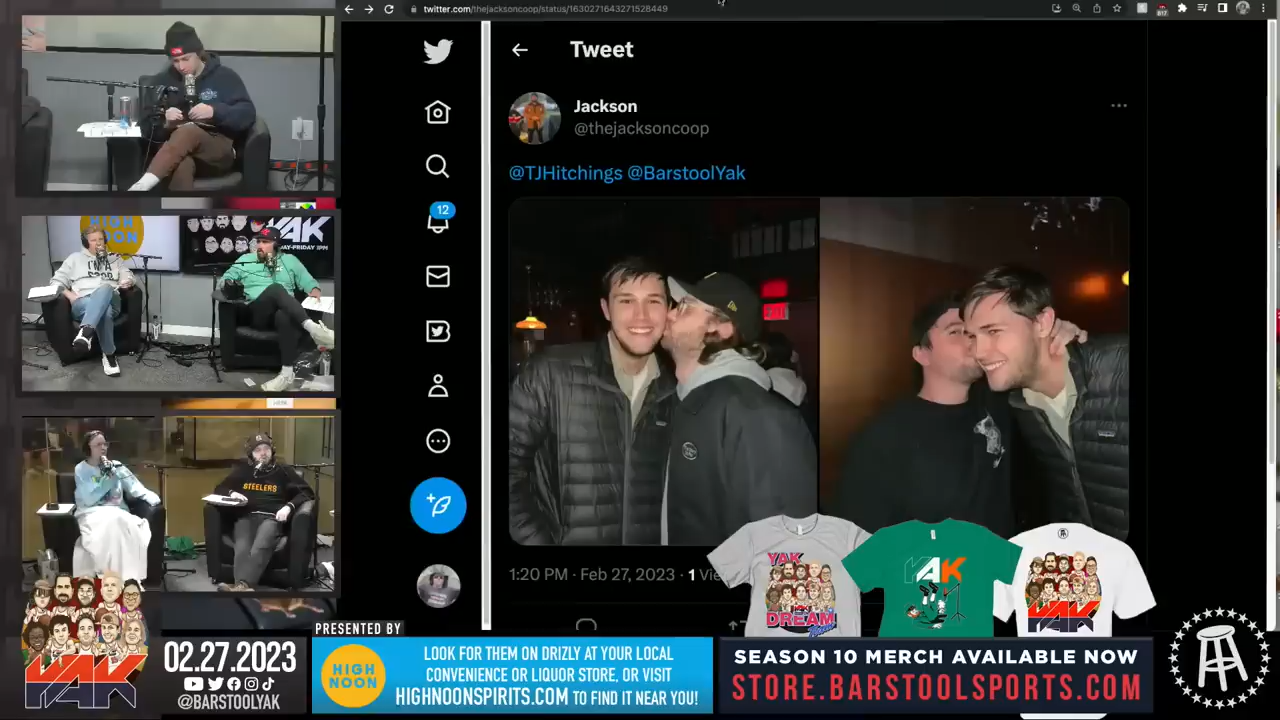 twitter.com/thejacksoncoop/status/1630271643271528449
Tweet
Jackson
@thejacksoncoop
@TJHitchings @BarstoolYak
12
1:20 PM · Feb 27, 2023 · 1
HIGH
NOON
YAK
STEELERS
YAK
DREAM
YAK
YAK
YAK
02.27.2023
@BARSTOOLYAK
PRESENTED BY
HIGH
NOON
LOOK FOR THEM ON DRIZLY AT YOUR LOCAL
CONVENIENCE OR LIQUOR STORE, OR VISIT
HIGHNOONSPIRITS.COM TO FIND IT NEAR YOU!
SEASON 10 MERCH AVAILABLE NOW
STORE.BARSTOOLSPORTS.COM